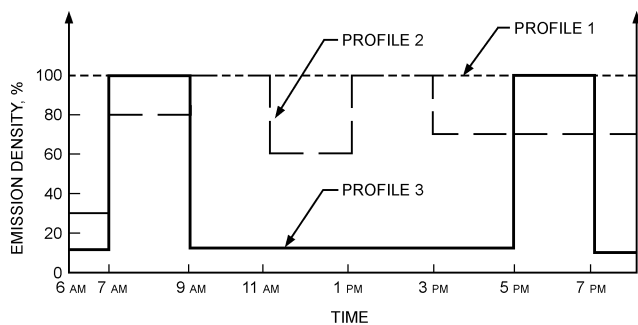 PROFILE 2
PROFILE 1
PROFILE 3
EMISSION DENSITY, %
100
80
60
40
20
0
6 AM 7 AM 9 AM 11 AM 1 PM 3 PM 5 PM 7 PM
TIME